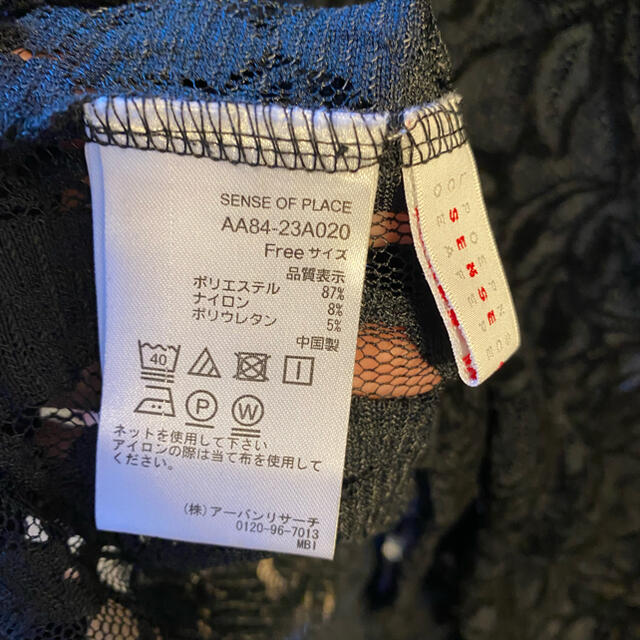 SENSE OF PLACE
AA84-23A020
Free サイズ
品質表示
ポリエステル 87%
ナイロン 8%
ポリウレタン 5%
中国製
40
P W
ネットを使用して下さい
アイロンの際は当て布を使用して
ください。
(株)アーバンリサーチ
0120-96-7013
MBI